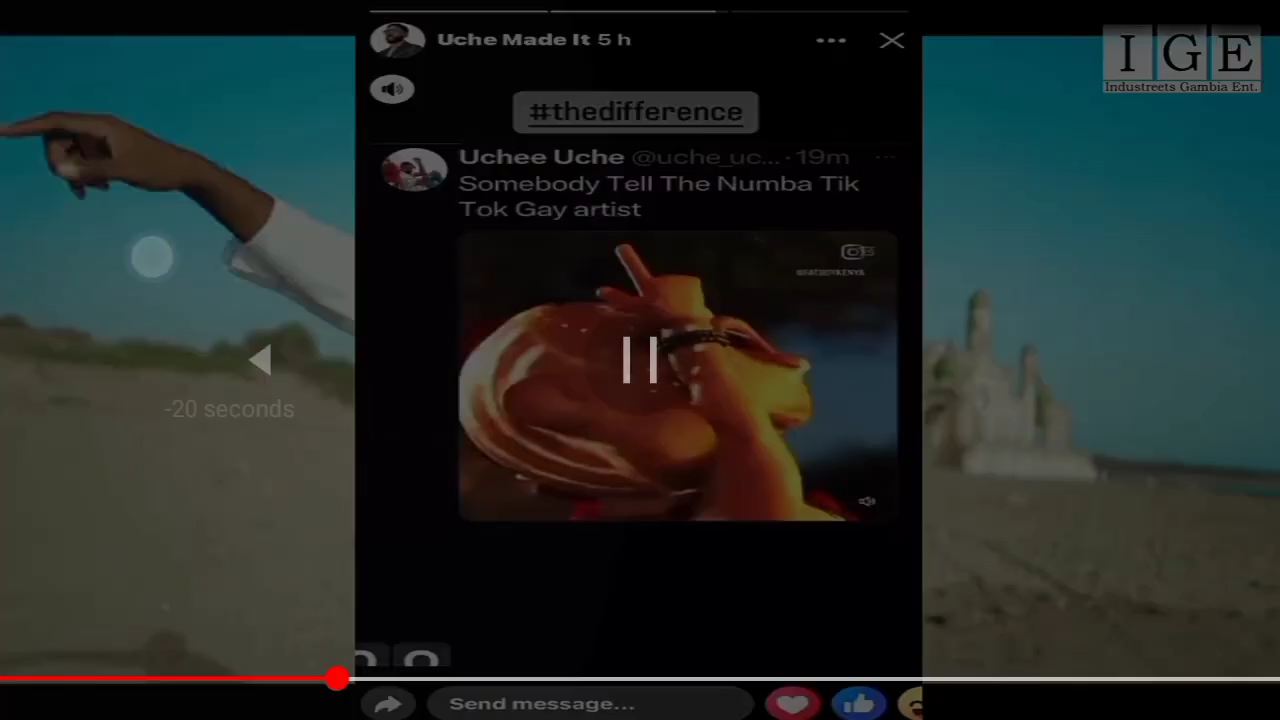 Uche Made It 5 h
I G E
Industreets Gambia Ent.
#thedifference
Uchee Uche @uche_uc... · 19m
Somebody Tell The Numba Tik
Tok Gay artist
-20 seconds
Send message...